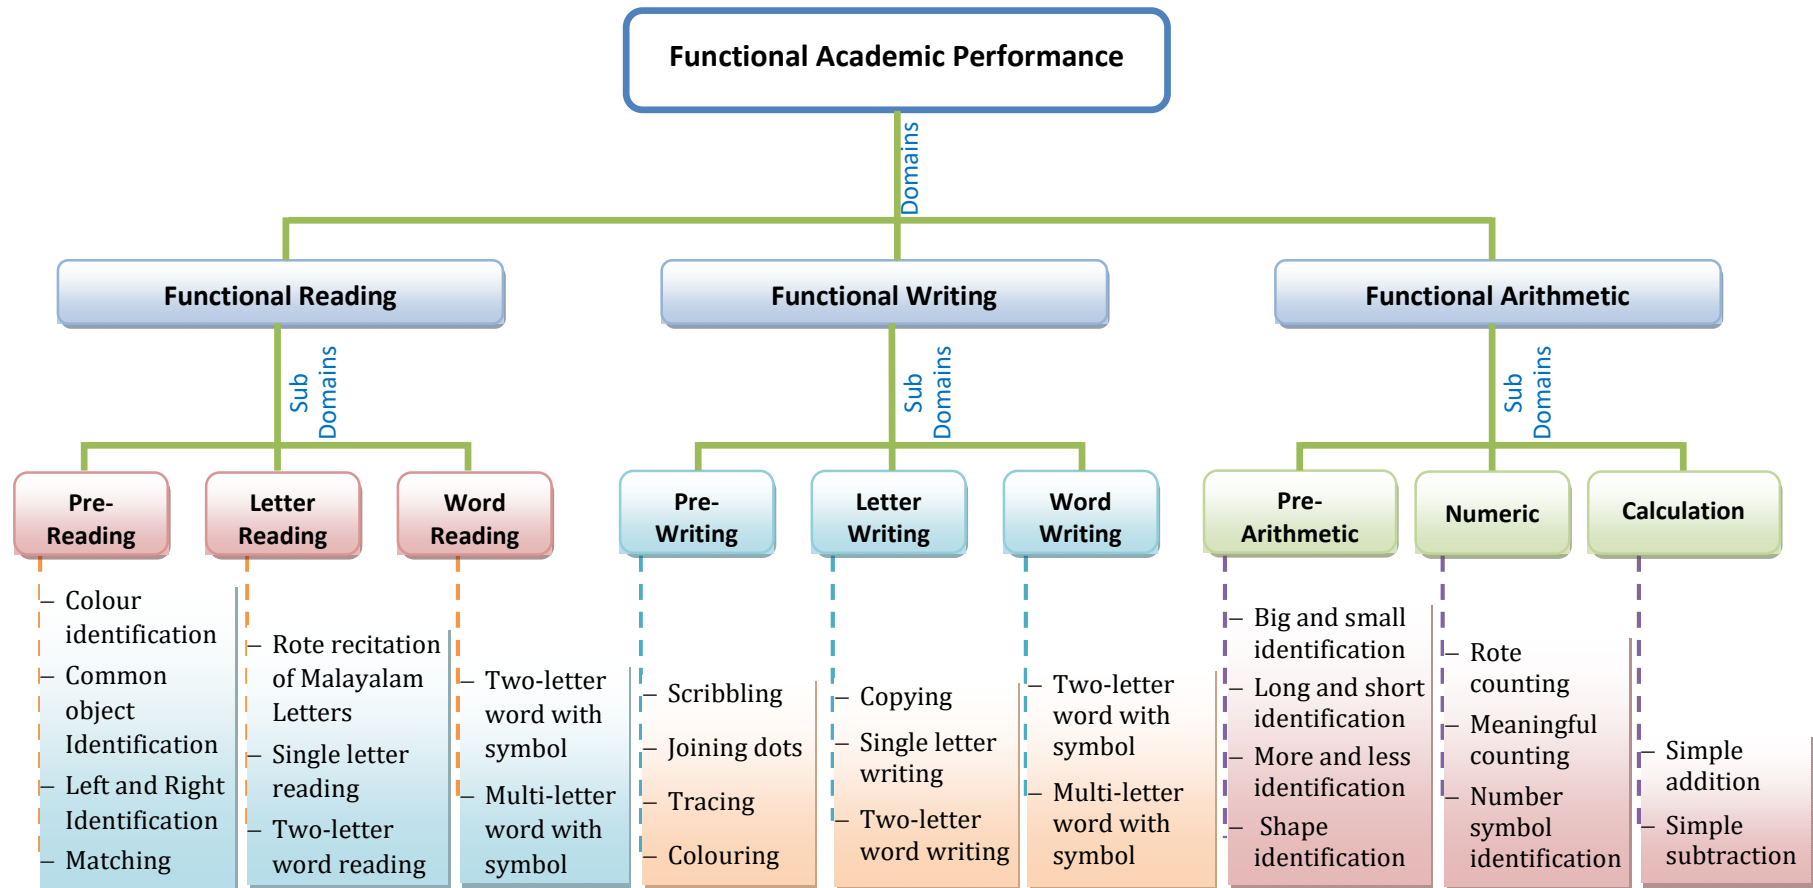 Functional Academic Performance
Domains
Functional Reading
Functional Writing
Functional Arithmetic
Sub
Domains
Sub
Domains
Sub
Domains
Pre-
Reading
Letter
Reading
Word
Reading
Pre-
Writing
Letter
Writing
Word
Writing
Pre-
Arithmetic
Numeric
Calculation
– Colour
identification
– Common
object
Identification
– Left and Right
Identification
– Matching
– Rote recitation
of Malayalam
Letters
– Single letter
reading
– Two-letter
word reading
– Two-letter
word with
symbol
– Multi-letter
word with
symbol
– Scribbling
– Joining dots
– Tracing
– Colouring
– Copying
– Single letter
writing
– Two-letter
word writing
– Two-letter
word with
symbol
– Multi-letter
word with
symbol
– Big and small
identification
– Long and short
identification
– More and less
identification
– Shape
identification
– Rote
counting
– Meaningful
counting
– Number
symbol
identification
– Simple
addition
– Simple
subtraction